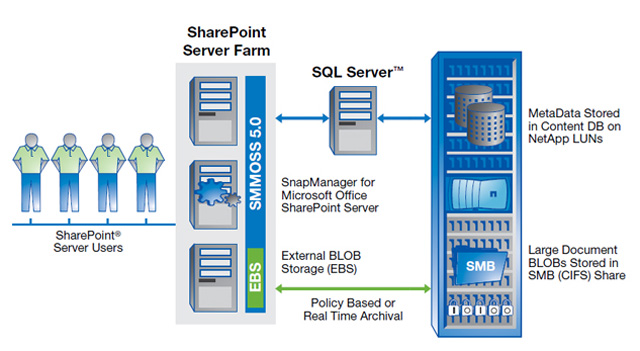 SharePoint
Server Farm
SQL Server™
SMMOSS 5.0
EBS
SnapManager for
Microsoft Office
SharePoint Server
External BLOB
Storage (EBS)
Policy Based or
Real Time Archival
SharePoint®
Server Users
MetaData Stored
in Content DB on
NetApp LUNs
SMB
Large Document
BLOBs Stored in
SMB (CIFS) Share
IOIOO